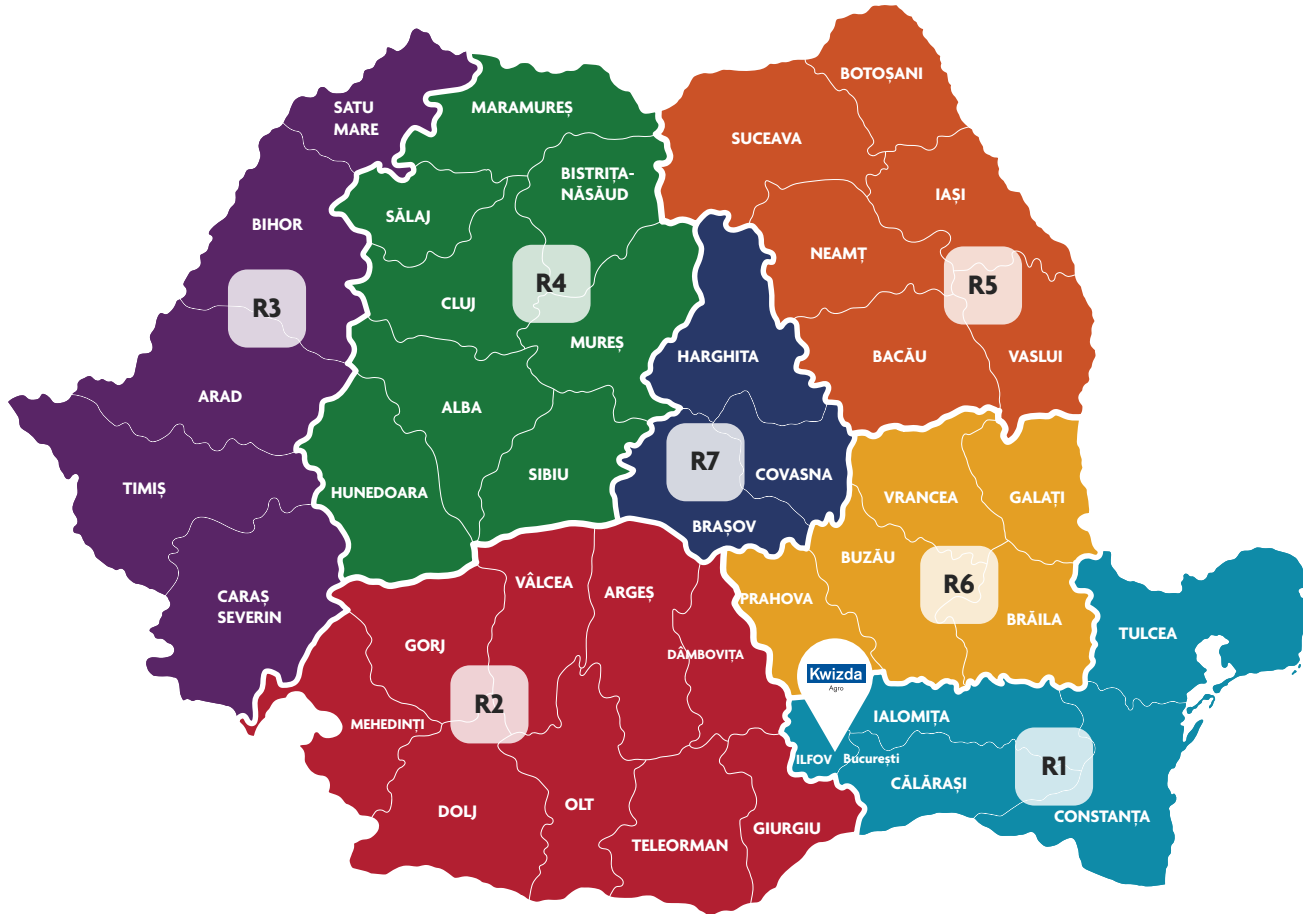 BOTOȘANI
SATU
MARE
MARAMUREȘ
SUCEAVA
BISTRIȚA-
NĂSĂUD
IAȘI
SĂLAJ
BIHOR
NEAMȚ
R4
R5
R3
CLUJ
MUREȘ
HARGHITA
BACĂU
VASLUI
ARAD
ALBA
R7
SIBIU
COVASNA
TIMIȘ
HUNEDOARA
VRANCEA
GALAȚI
BRAȘOV
BUZĂU
VÂLCEA
R6
ARGEȘ
CARAȘ
SEVERIN
PRAHOVA
BRĂILA
TULCEA
GORJ
DÂMBOVIȚA
Kwizda
Agro
R2
IALOMIȚA
MEHEDINȚI
ILFOV
București
R1
CĂLĂRAȘI
OLT
DOLJ
CONSTANȚA
GIURGIU
TELEORMAN